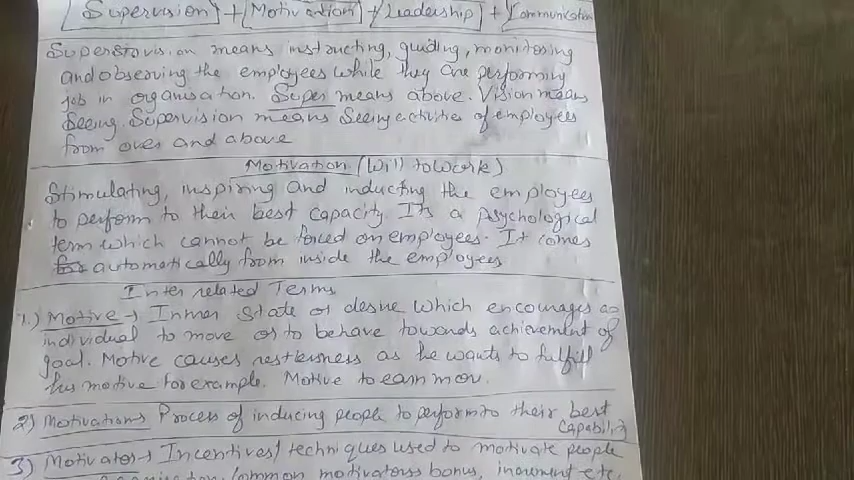 Supervision + Motivation + Leadership + Communication
Superstovision means instructing, guiding, monitosing
and observing the employees while they are performing
job in organisation. Super means above. Vision means
Seeing. Supervision means Seeing activities of employees
from over and above
Motivation (Will to Work)
Stimulating, inspiring and inducting the employees
to perform to their best capacity. Its a psychological
term which cannot be forced on employees. It comes
automatically from inside the employees
Inter related Terms
1.) Motive → Inner State or desire which encourages an
individual to move or to behave towards achievement of
goal. Motive causes restlessness as he wants to fulfill
his motive for example. Motive to earn mov.
2) Motivation → Process of inducing people to perform to their best
Capability
3) Motivators → Incentives/techniques used to motivate people
common motivatorss bonus, increment etc.